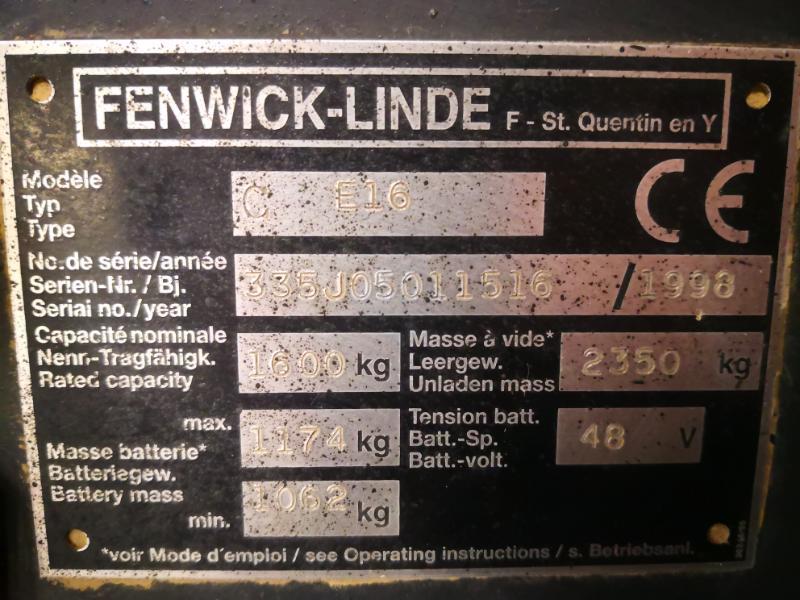 FENWICK-LINDE F - St. Quentin en Y
Modèle
Typ
Type
C E16
CE
No. de série/année
Serien-Nr. / Bj.
Serial no./year
335J05011516 / 1998
Capacité nominale
Nenn-Tragfähigk.
Rated capacity
1600 kg
Masse à vide*
Leergew.
Unladen mass
2350 kg
Masse batterie*
Batteriegew.
Battery mass
max.
1174 kg
min.
1062 kg
Tension batt.
Batt.-Sp.
Batt.-volt.
48 V
*voir Mode d'emploi / see Operating instructions / s. Betriebsanl.